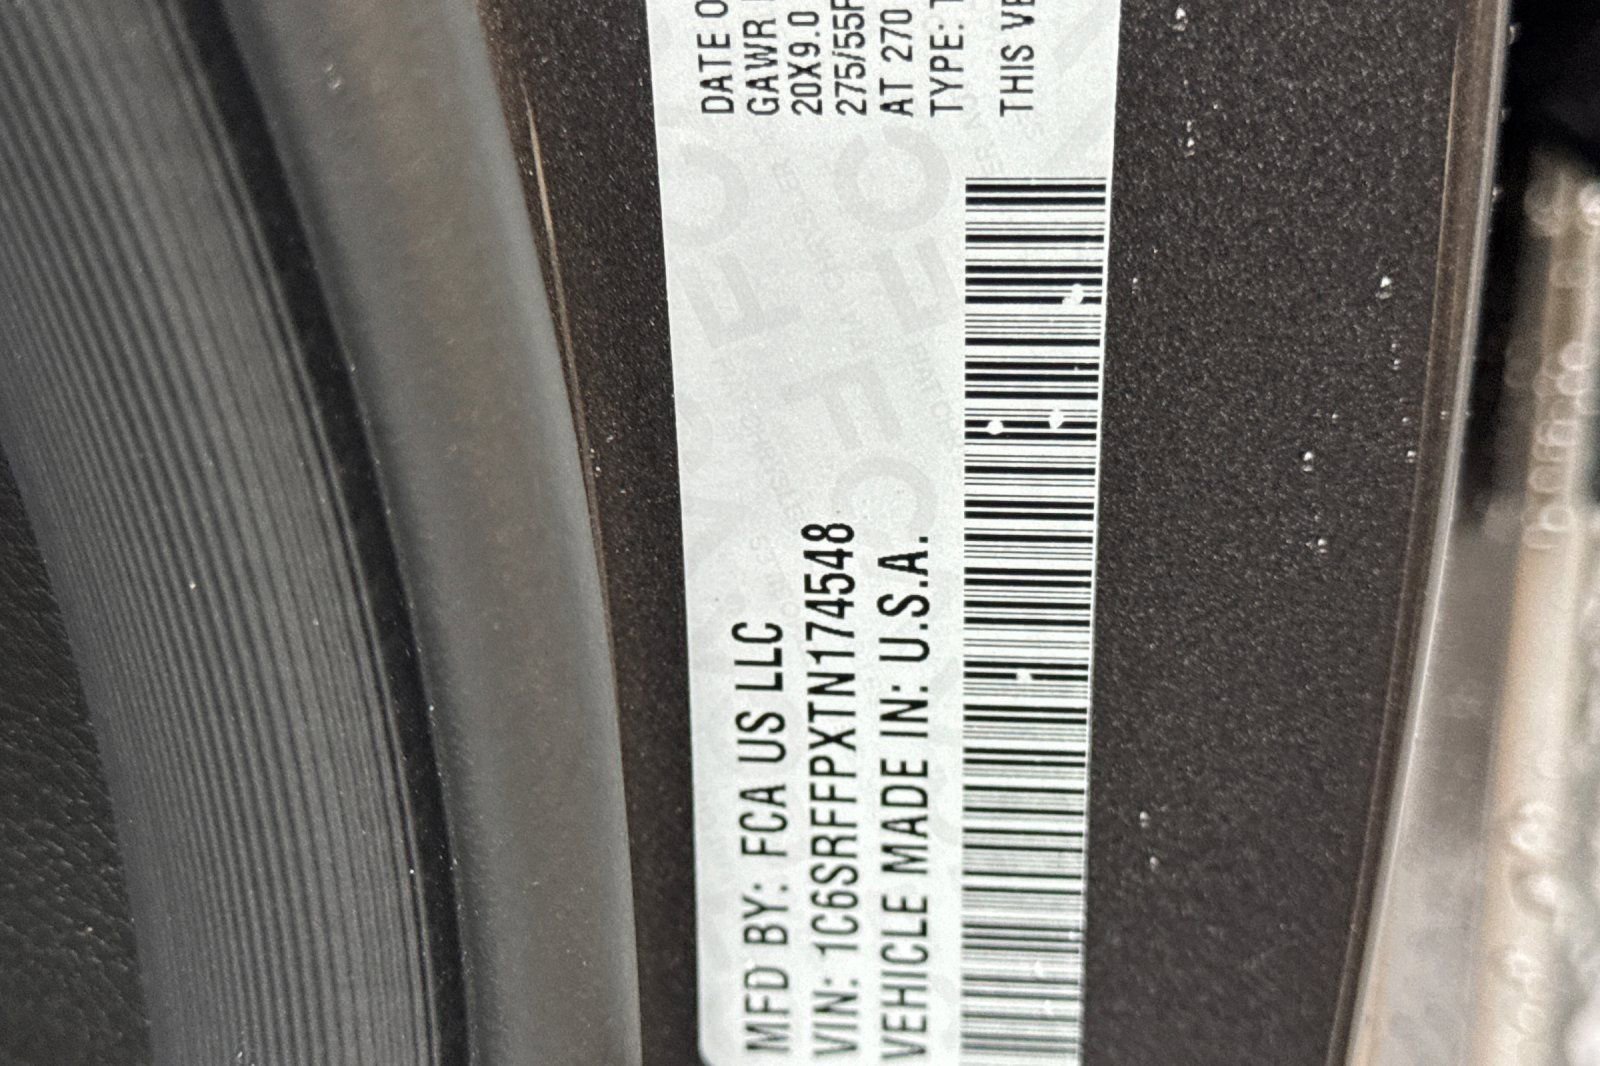 MFD BY: FCA US LLC
VIN: 1C6SRFFPXTN174548
VEHICLE MADE IN: U.S.A.
DATE O
GAWR
20X9.0
275/55R
AT 270
TYPE: T
THIS VE